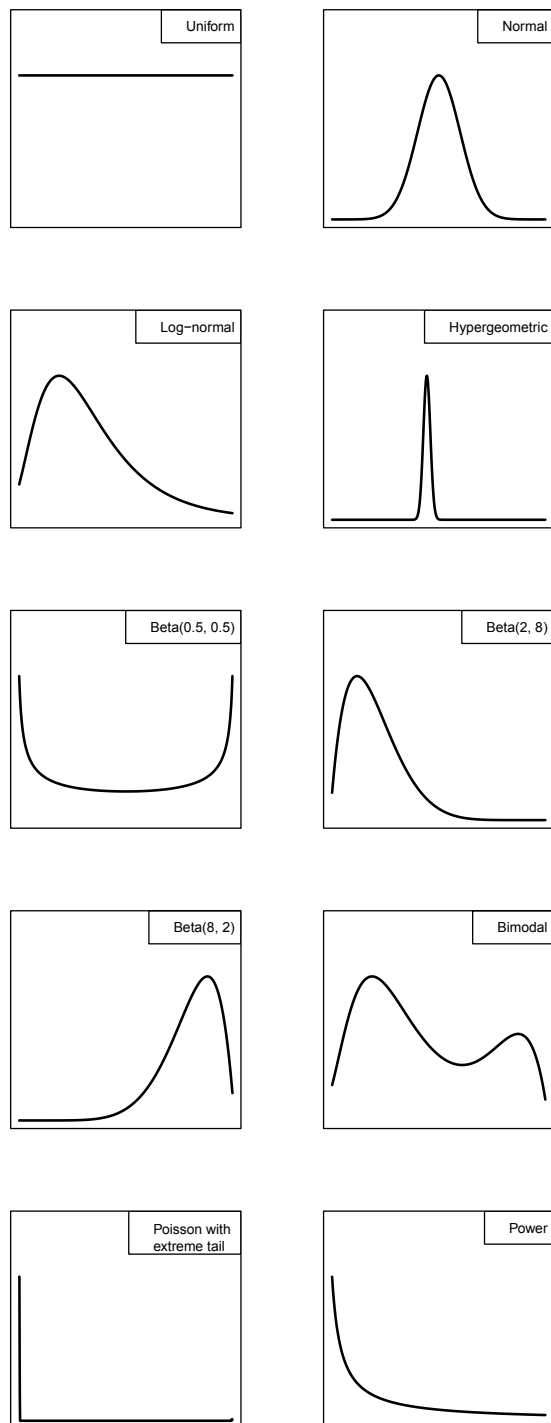 Uniform
Normal
Log−normal
Hypergeometric
Beta(0.5, 0.5)
Beta(2, 8)
Beta(8, 2)
Bimodal
Poisson with
extreme tail
Power